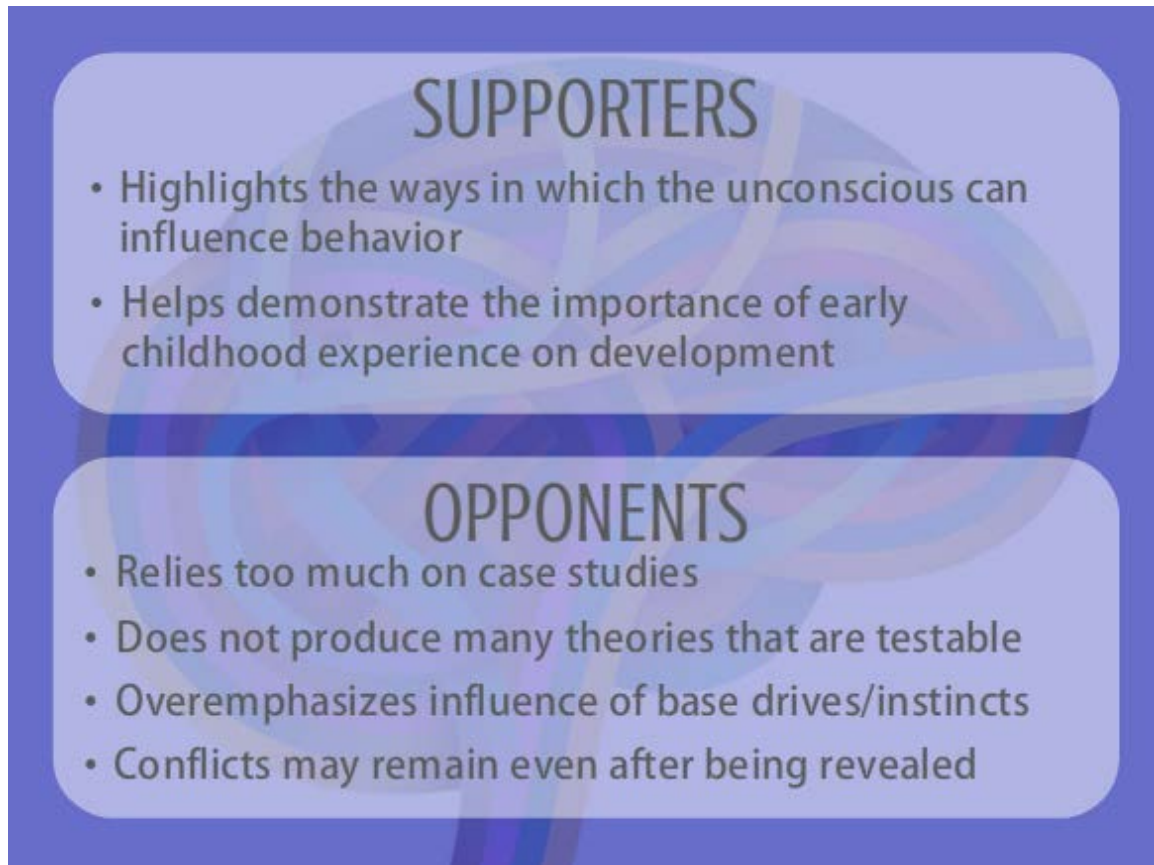 SUPPORTERS
• Highlights the ways in which the unconscious can
influence behavior
• Helps demonstrate the importance of early
childhood experience on development
OPPONENTS
• Relies too much on case studies
• Does not produce many theories that are testable
• Overemphasizes influence of base drives/instincts
• Conflicts may remain even after being revealed